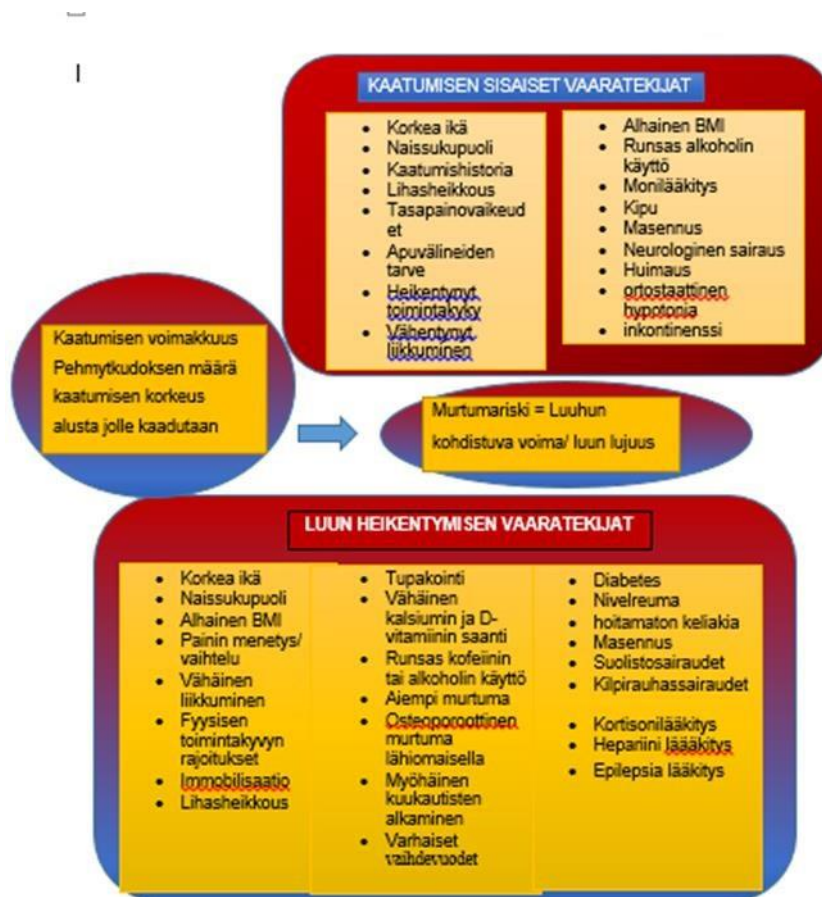 KAATUMISEN SISAISET VAARATEKIJAT
• Korkea ikä
• Naissukupuoli
• Kaatumishistoria
• Lihasheikkous
• Tasapainovaikeud
et
• Apuvälineiden
tarve
• Heikentynyt
toimintakyky
• Vähentynyt
liikkuminen
• Alhainen BMI
• Runsas alkoholin
käyttö
• Monilääkitys
• Kipu
• Masennus
• Neurologinen sairaus
• Huimaus
• ortostaattinen
hypotonia
• inkontinenssi
Kaatumisen voimakkuus
Pehmytkudoksen määrä
kaatumisen korkeus
alusta jolle kaadutaan
Murtumariski = Luuhun
kohdistuva voima/ luun lujuus
LUUN HEIKENTYMISEN VAARATEKIJAT
• Korkea ikä
• Naissukupuoli
• Alhainen BMI
• Painin menetys/
vaihtelu
• Vähäinen
liikkuminen
• Fyysisen
toimintakyvyn
rajoitukset
• Immobilisaatio
• Lihasheikkous
• Tupakointi
• Vähäinen
kalsiumin ja D-
vitamiinin saanti
• Runsas kofeiinin
tai alkoholin käyttö
• Aiempi murtuma
• Osteoporoottinen
murtuma
lähiomaisella
• Myöhäinen
kuukautisten
alkaminen
• Varhaiset
vaihdevuodet
• Diabetes
• Nivelreuma
• hoitamaton keliakia
• Masennus
• Suolistosairaudet
• Kilpirauhassairaudet
• Kortisonilääkitys
• Hepariini läääkitys
• Epilepsia lääkitys